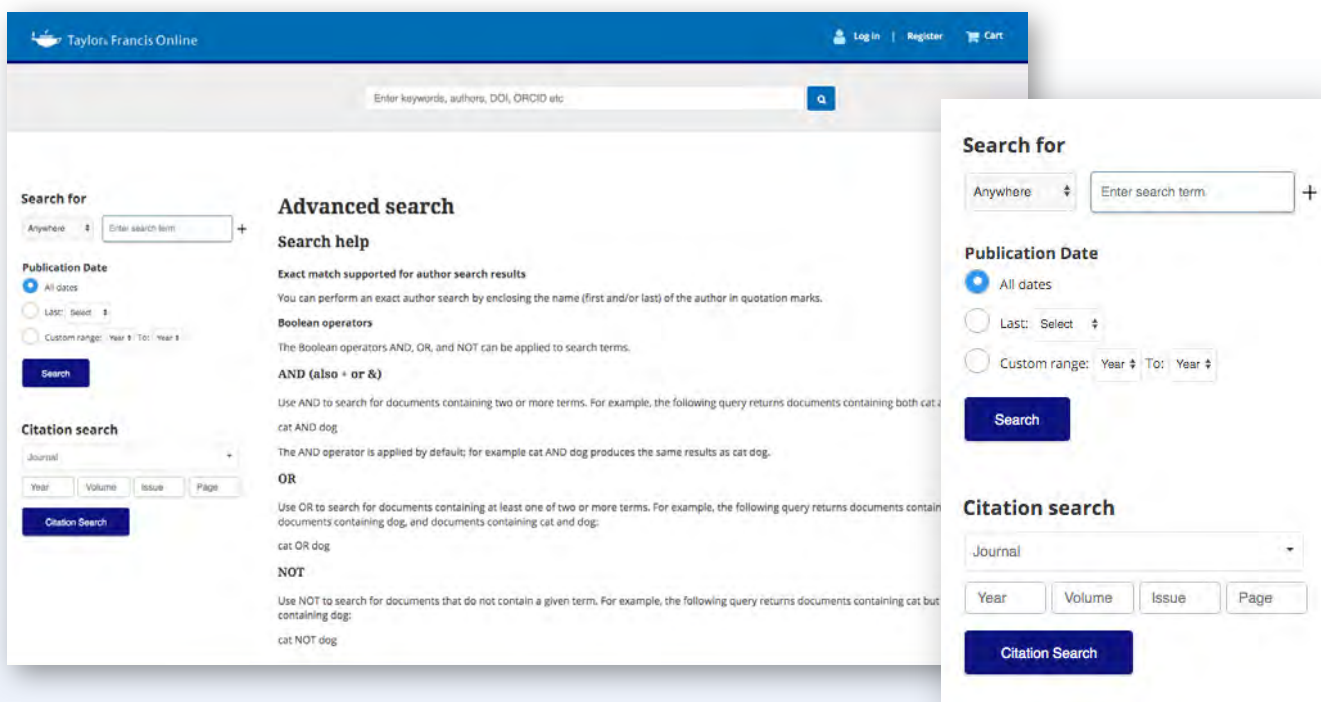 Taylor & Francis Online
Log in | Register Cart
Enter keywords, authors, DOI, ORCID etc
Search for
Anywhere Enter search term +
Publication Date
All dates
Last: Select
Custom range: Year To: Year
Search
Citation search
Journal
Year Volume Issue Page
Citation Search
Advanced search
Search help
Exact match supported for author search results
You can perform an exact author search by enclosing the name (first and/or last) of the author in quotation marks.
Boolean operators
The Boolean operators AND, OR, and NOT can be applied to search terms.
AND (also + or &)
Use AND to search for documents containing two or more terms. For example, the following query returns documents containing both cat
cat AND dog
The AND operator is applied by default; for example cat AND dog produces the same results as cat dog.
OR
Use OR to search for documents containing at least one of two or more terms. For example, the following query returns documents contain
documents containing dog, and documents containing cat and dog:
cat OR dog
NOT
Use NOT to search for documents that do not contain a given term. For example, the following query returns documents containing cat but
containing dog:
cat NOT dog
Search for
Anywhere Enter search term +
Publication Date
All dates
Last: Select
Custom range: Year To: Year
Search
Citation search
Journal
Year Volume Issue Page
Citation Search